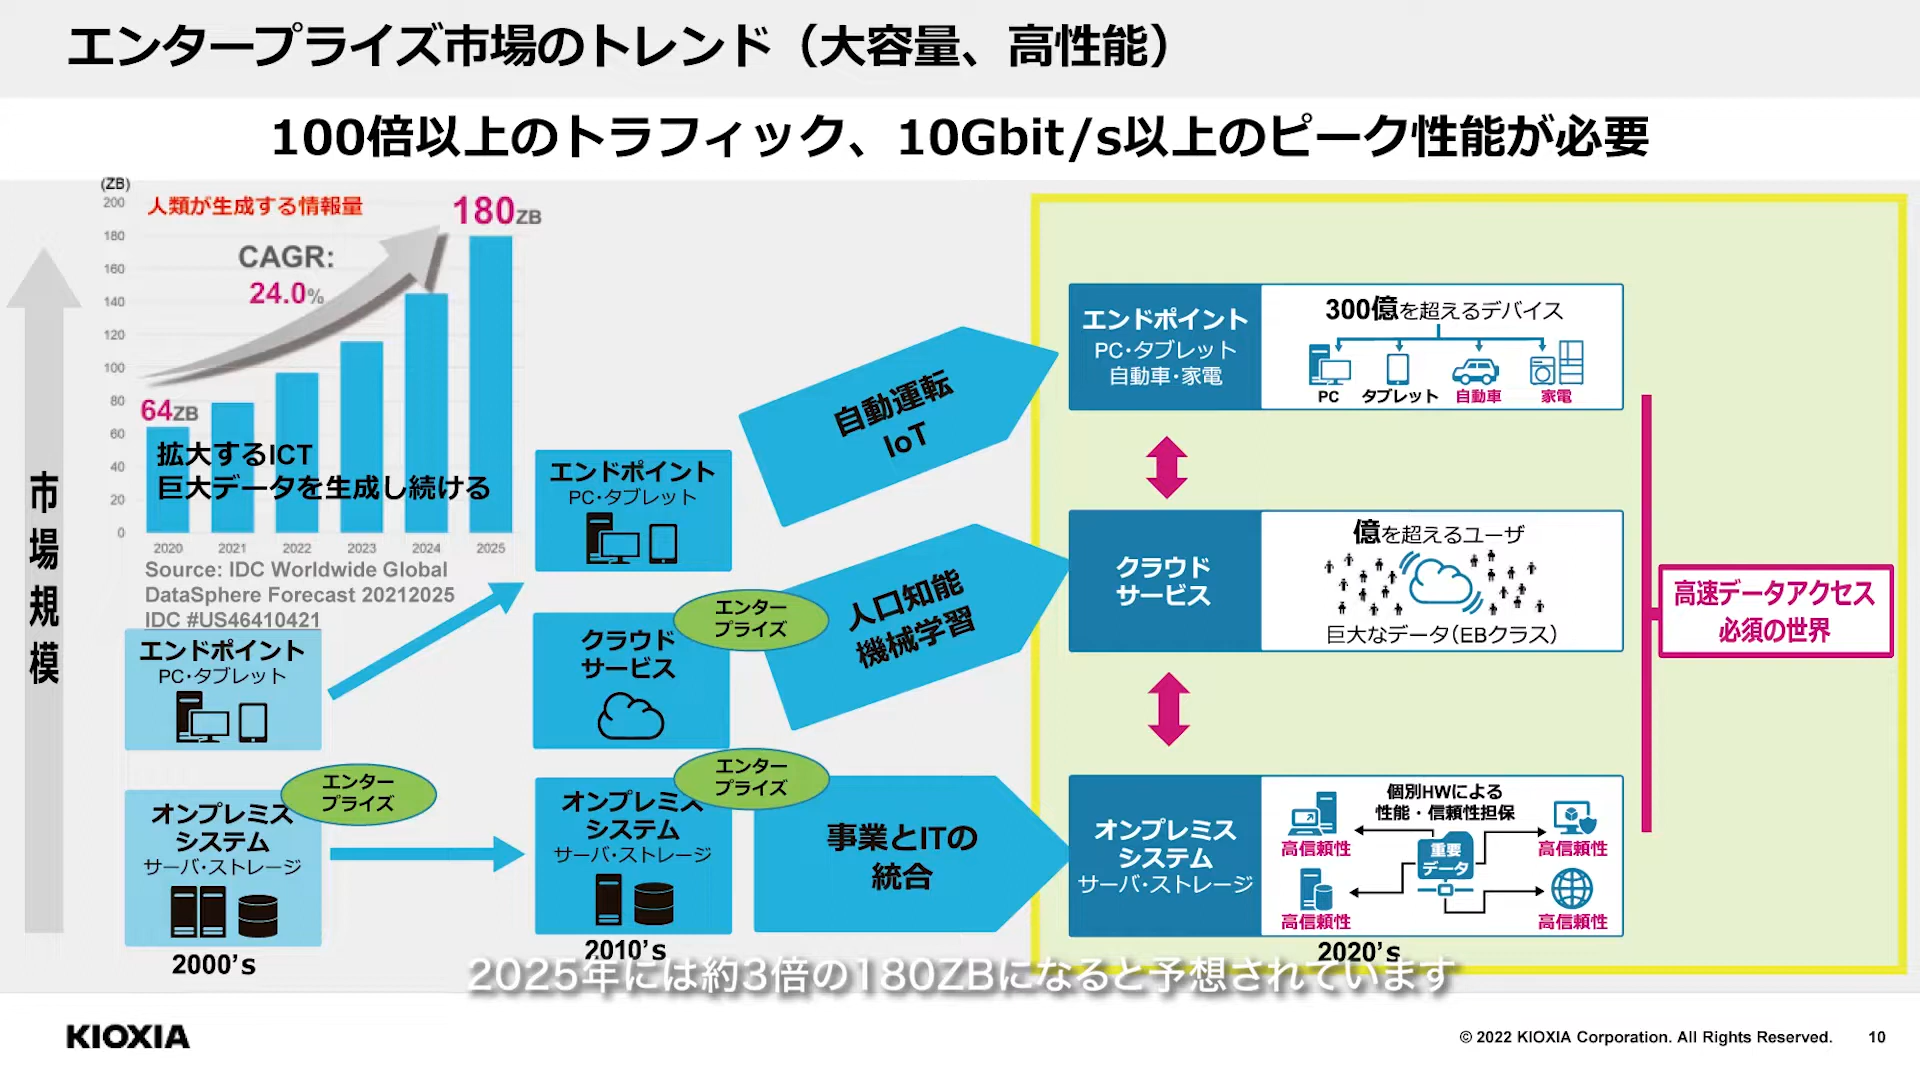 エンタープライズ市場のトレンド（大容量、高性能）
100倍以上のトラフィック、10Gbit/s以上のピーク性能が必要
市場規模
(ZB)
200
180
160
140
120
100
80
60
40
20
0
人類が生成する情報量
180ZB
CAGR:
24.0%
64ZB
拡大するICT
巨大データを生成し続ける
2020 2021 2022 2023 2024 2025
Source: IDC Worldwide Global
DataSphere Forecast 20212025
IDC #US46410421
エンドポイント
PC・タブレット
エンター
プライズ
オンプレミス
システム
サーバ・ストレージ
2000's
エンドポイント
PC・タブレット
クラウド
サービス
エンター
プライズ
オンプレミス
システム
サーバ・ストレージ
エンター
プライズ
2010's
自動運転
IoT
人口知能
機械学習
事業とITの
統合
エンドポイント
PC・タブレット
自動車・家電
300億を超えるデバイス
PC タブレット 自動車 家電
クラウド
サービス
億を超えるユーザ
巨大なデータ（EBクラス）
オンプレミス
システム
サーバ・ストレージ
個別HWによる
性能・信頼性担保
重要
データ
高信頼性
高信頼性
高信頼性
高信頼性
2020's
高速データアクセス
必須の世界
2025年には約3倍の180ZBになると予想されています
KIOXIA
© 2022 KIOXIA Corporation. All Rights Reserved. 10